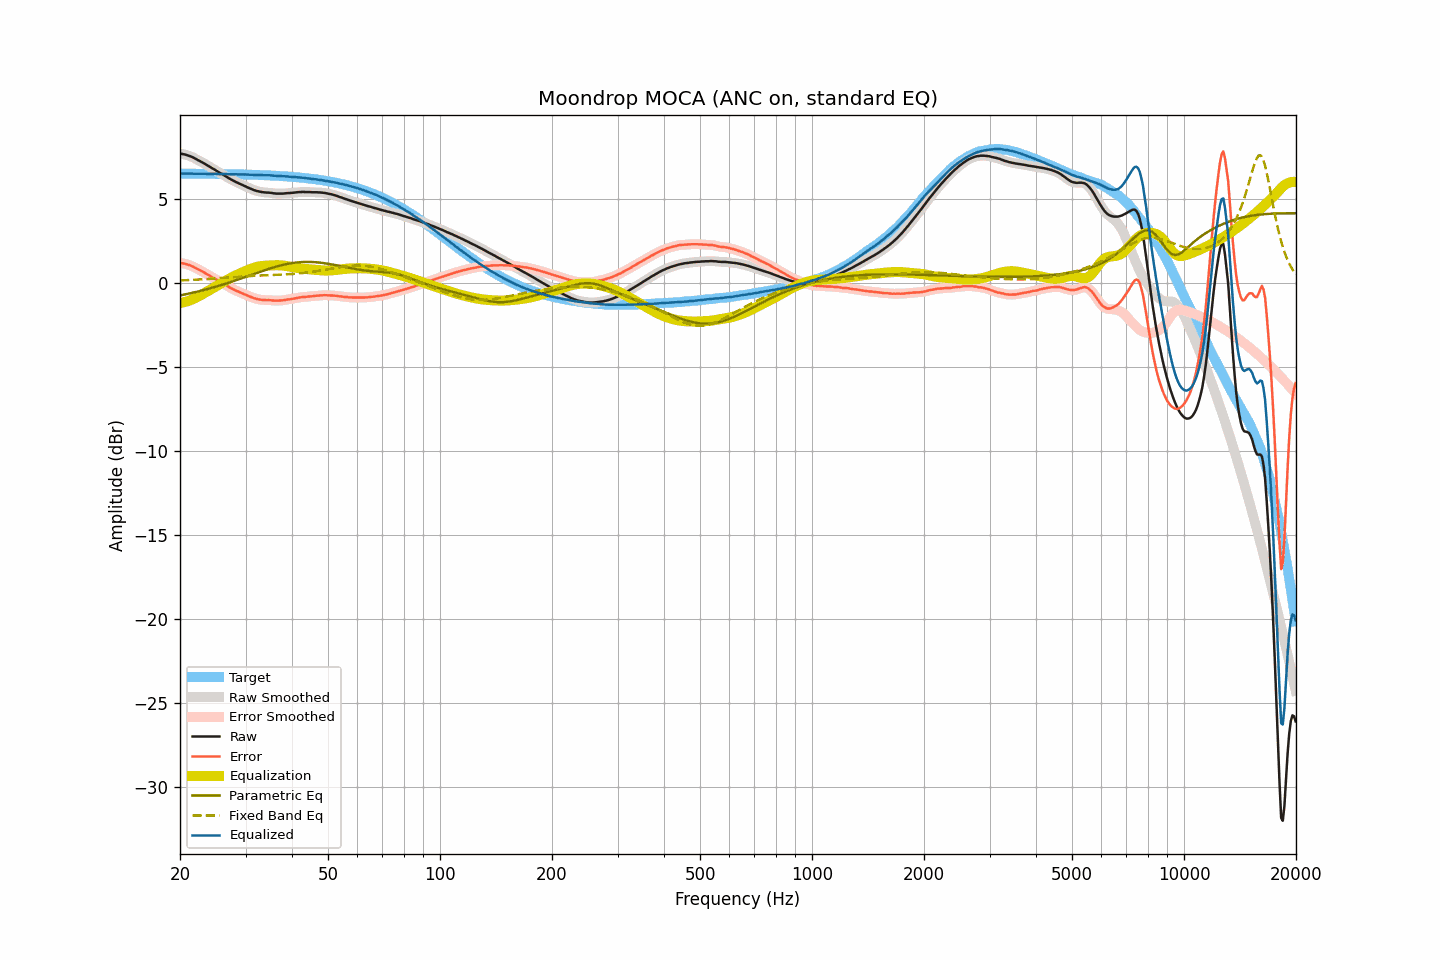 Moondrop MOCA (ANC on, standard EQ)
Amplitude (dBr)
5
0
−5
−10
−15
−20
−25
−30
Target
Raw Smoothed
Error Smoothed
Raw
Error
Equalization
Parametric Eq
Fixed Band Eq
Equalized
20 50 100 200 500 1000 2000 5000 10000 20000
Frequency (Hz)